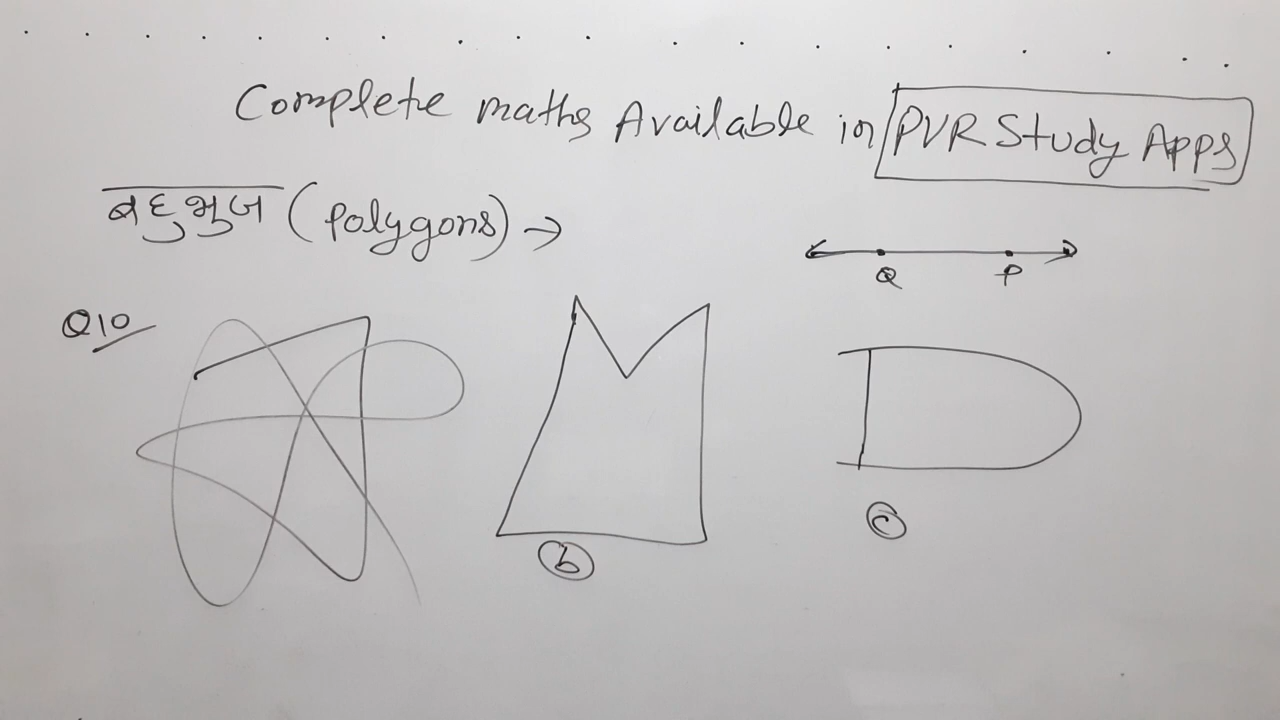 Complete maths Available in PVR Study Apps
बहुभुज (polygons) →
Q P
Q10
b
c